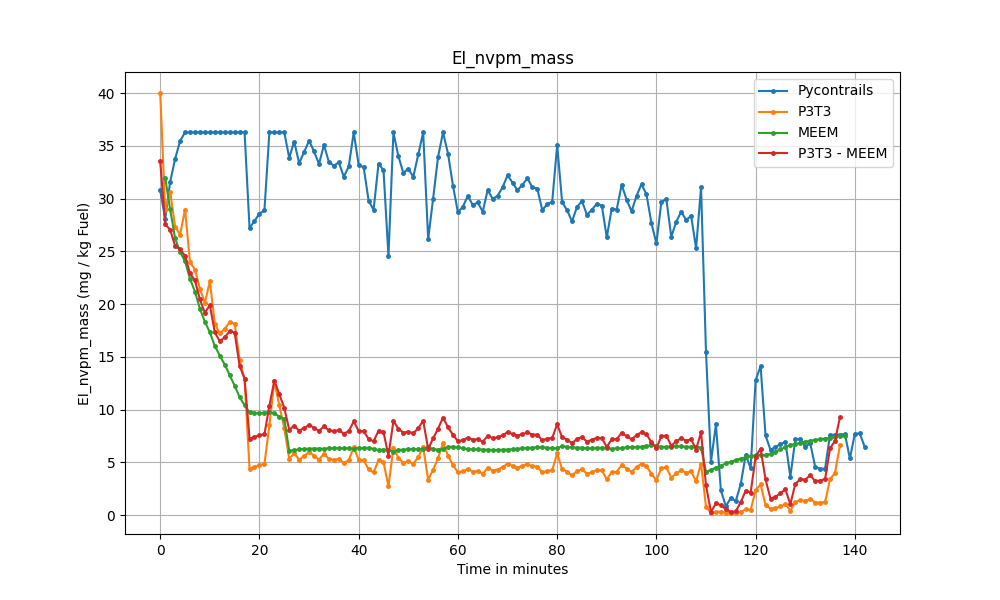 EI_nvpm_mass
EI_nvpm_mass (mg / kg Fuel)
40
35
30
25
20
15
10
5
0
0 20 40 60 80 100 120 140
Time in minutes
Pycontrails
P3T3
MEEM
P3T3 - MEEM